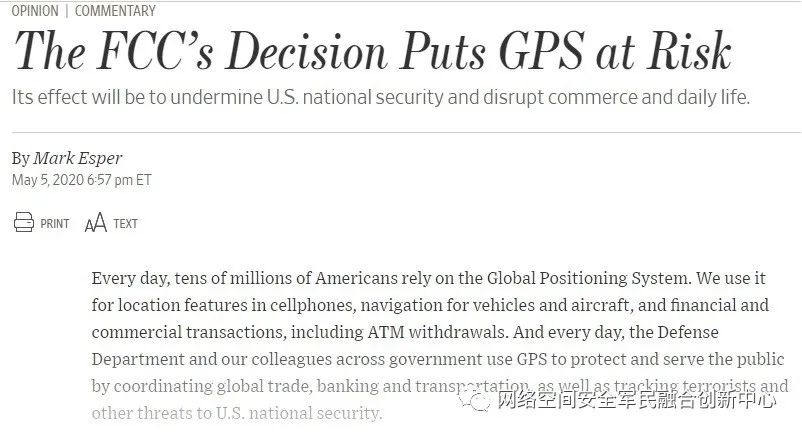 OPINION | COMMENTARY
The FCC's Decision Puts GPS at Risk
Its effect will be to undermine U.S. national security and disrupt commerce and daily life.
By Mark Esper
May 5, 2020 6:57 pm ET
PRINT AA TEXT
Every day, tens of millions of Americans rely on the Global Positioning System. We use it
for location features in cellphones, navigation for vehicles and aircraft, and financial and
commercial transactions, including ATM withdrawals. And every day, the Defense
Department and our colleagues across government use GPS to protect and serve the public
by coordinating global trade, banking and transportation, as well as tracking terrorists and
other threats to U.S. national security.
网络空间安全军民融合创新中心